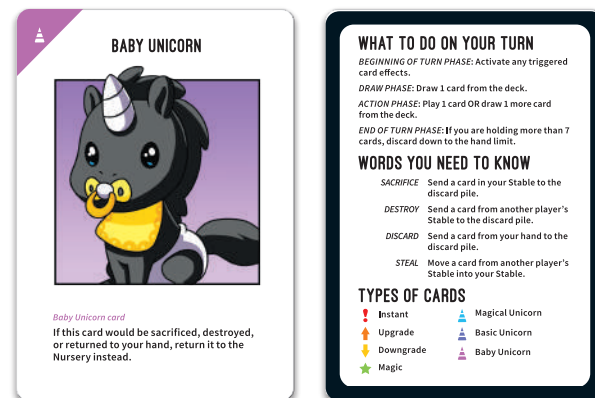 BABY UNICORN
Baby Unicorn card
If this card would be sacrificed, destroyed,
or returned to your hand, return it to the
Nursery instead.
WHAT TO DO ON YOUR TURN
BEGINNING OF TURN PHASE: Activate any triggered
card effects.
DRAW PHASE: Draw 1 card from the deck.
ACTION PHASE: Play 1 card OR draw 1 more card
from the deck.
END OF TURN PHASE: If you are holding more than 7
cards, discard down to the hand limit.
WORDS YOU NEED TO KNOW
SACRIFICE Send a card in your Stable to the
discard pile.
DESTROY Send a card from another player's
Stable to the discard pile.
DISCARD Send a card from your hand to the
discard pile.
STEAL Move a card from another player's
Stable into your Stable.
TYPES OF CARDS
Instant
Upgrade
Downgrade
Magic
Magical Unicorn
Basic Unicorn
Baby Unicorn